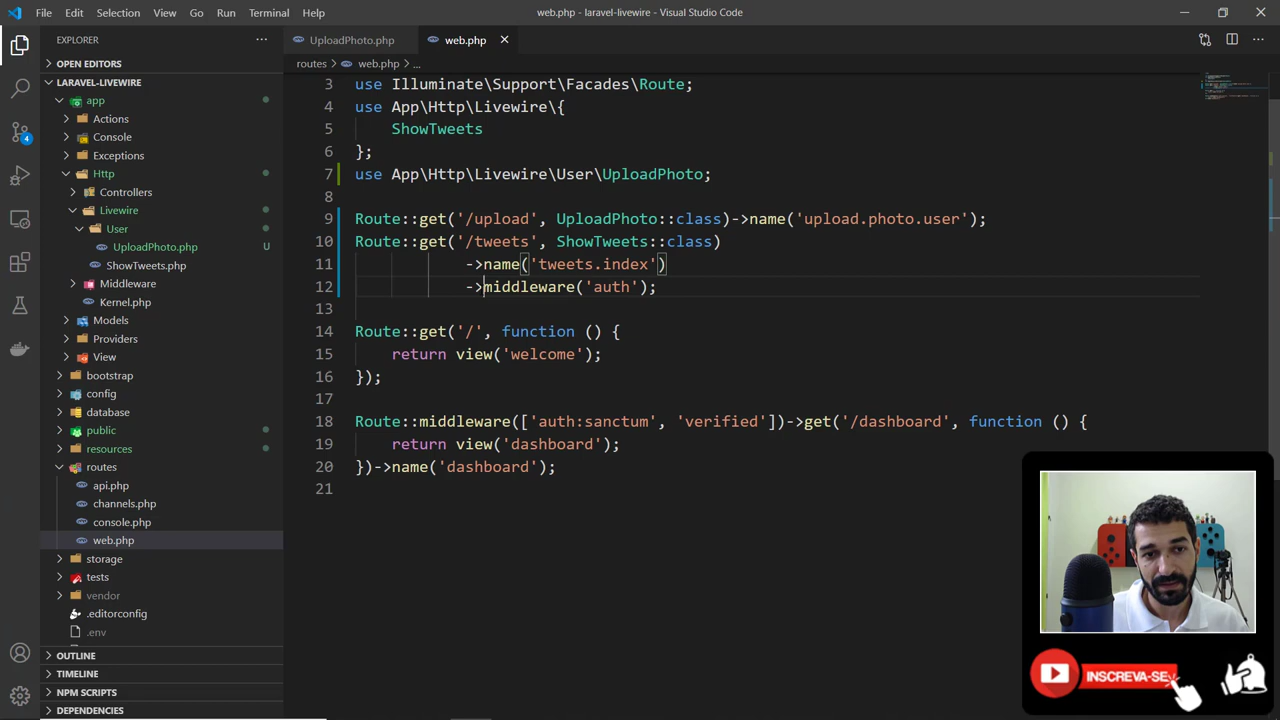 File Edit Selection View Go Run Terminal Help
web.php - laravel-livewire - Visual Studio Code
EXPLORER
OPEN EDITORS
LARAVEL-LIVEWIRE
app
Actions
Console
Exceptions
Http
Controllers
Livewire
User
UploadPhoto.php U
ShowTweets.php
Middleware
Kernel.php
Models
Providers
View
bootstrap
config
database
public
resources
routes
api.php
channels.php
console.php
web.php
storage
tests
vendor
.editorconfig
.env
OUTLINE
TIMELINE
NPM SCRIPTS
DEPENDENCIES
4
UploadPhoto.php web.php
routes > web.php > ...
3 use Illuminate\Support\Facades\Route;
4 use App\Http\Livewire\{
5 ShowTweets
6 };
7 use App\Http\Livewire\User\UploadPhoto;
8
9 Route::get('/upload', UploadPhoto::class)->name('upload.photo.user');
10 Route::get('/tweets', ShowTweets::class)
11 ->name('tweets.index')
12 ->middleware('auth');
13
14 Route::get('/', function () {
15 return view('welcome');
16 });
17
18 Route::middleware(['auth:sanctum', 'verified'])->get('/dashboard', function () {
19 return view('dashboard');
20 })->name('dashboard');
21
INSCREVA-SE